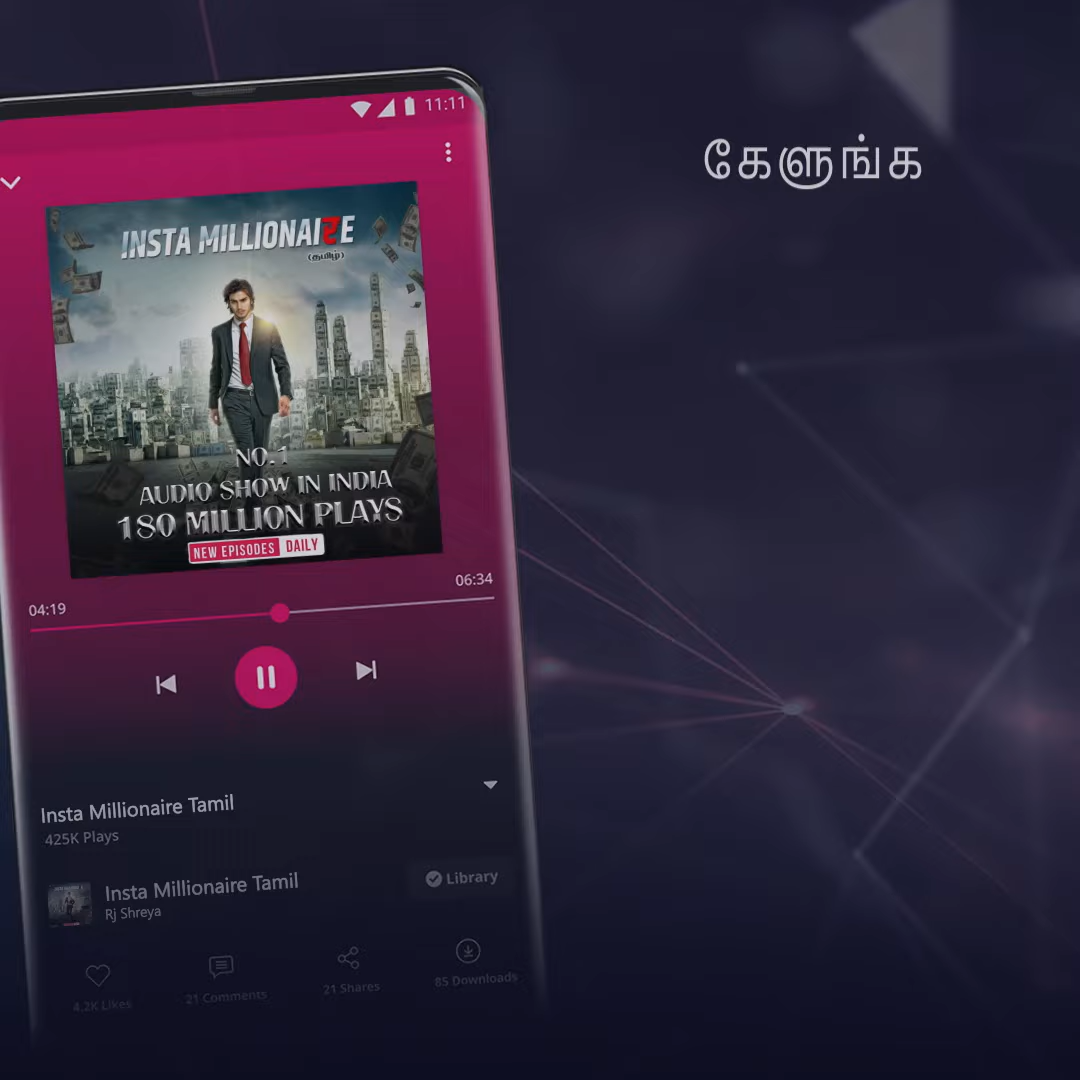 11:11
கேளுங்க
INSTA MILLIONAIRE
(தமிழ்)
NO.1
AUDIO SHOW IN INDIA
180 MILLION PLAYS
NEW EPISODES DAILY
04:19
06:34
Insta Millionaire Tamil
425K Plays
Insta Millionaire Tamil
Rj Shreya
Library
4.2K Likes
21 Comments
21 Shares
85 Downloads